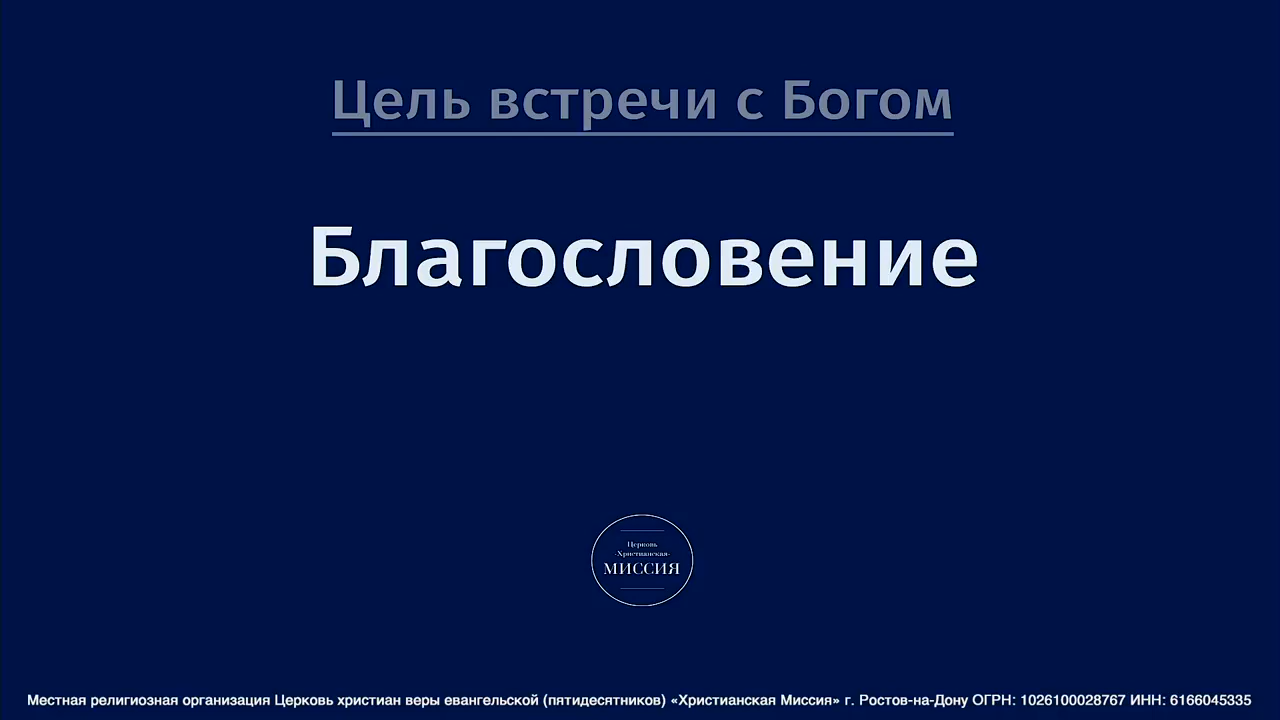 Цель встречи с Богом
Благословение
Церковь
-Христианская-
МИССИЯ
Местная религиозная организация Церковь христиан веры евангельской (пятидесятников) «Христианская Миссия» г. Ростов-на-Дону ОГРН: 1026100028767 ИНН: 6166045335